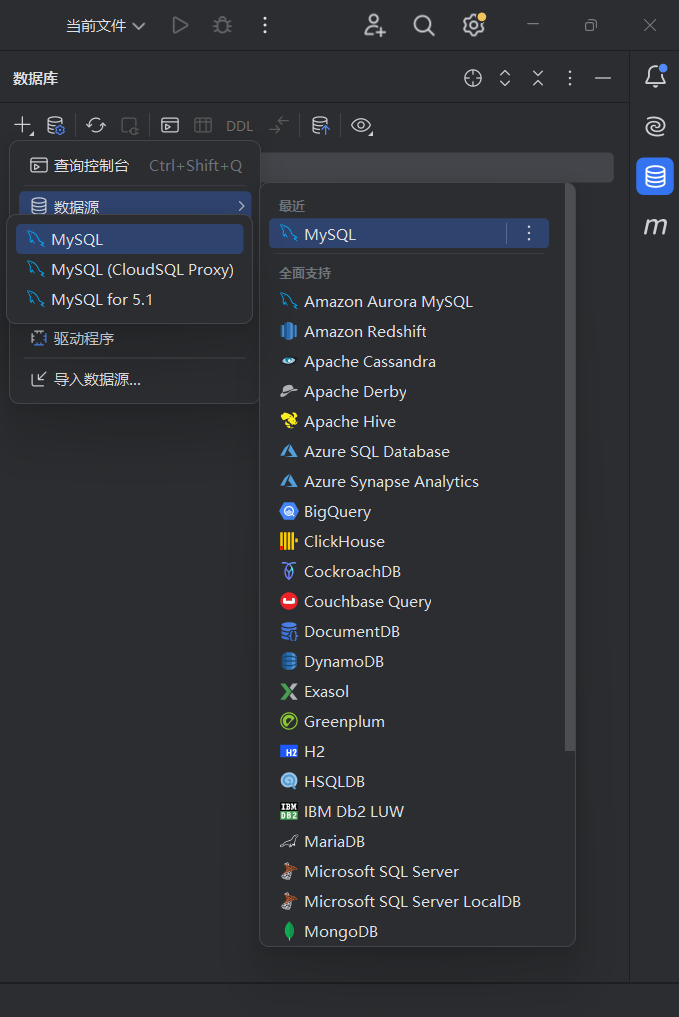 当前文件
数据库
DDL
查询控制台 Ctrl+Shift+Q
数据源
MySQL
MySQL (CloudSQL Proxy)
MySQL for 5.1
驱动程序
导入数据源...
最近
MySQL
全面支持
Amazon Aurora MySQL
Amazon Redshift
Apache Cassandra
Apache Derby
Apache Hive
Azure SQL Database
Azure Synapse Analytics
BigQuery
ClickHouse
CockroachDB
Couchbase Query
DocumentDB
DynamoDB
Exasol
Greenplum
H2 H2
HSQLDB
IBM DB2 IBM Db2 LUW
MariaDB
Microsoft SQL Server
Microsoft SQL Server LocalDB
MongoDB
m